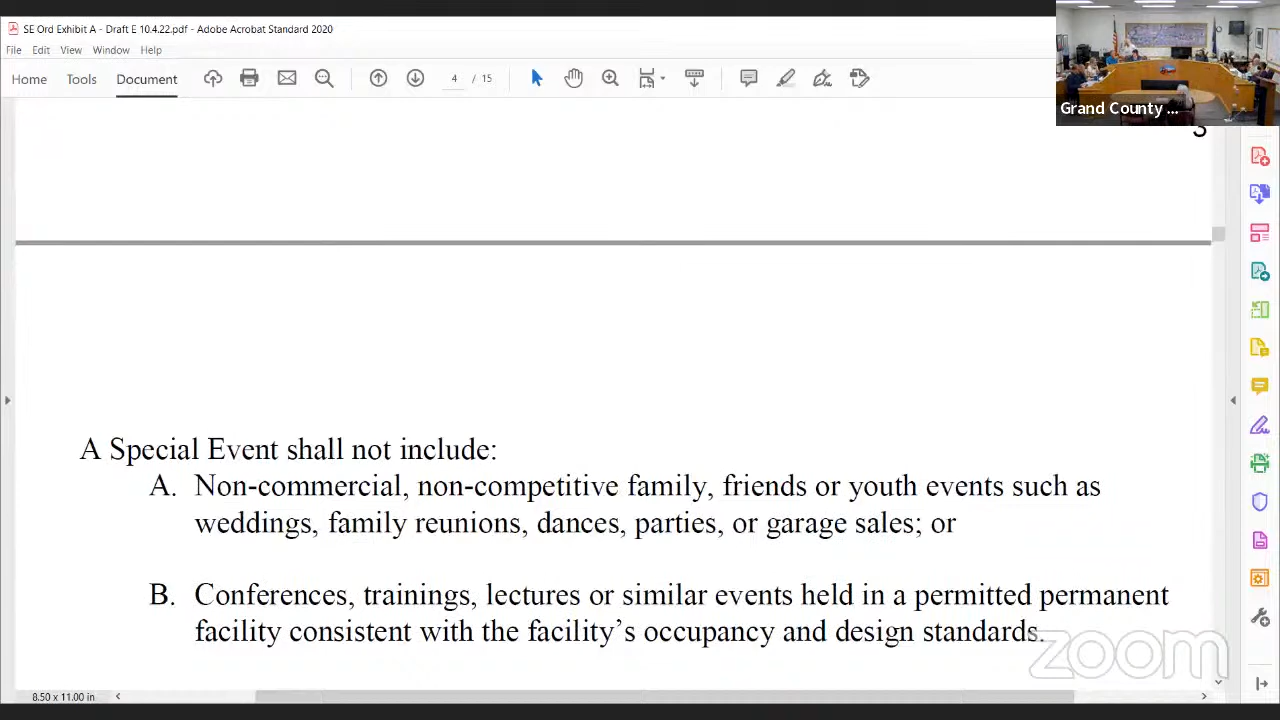 SE Ord Exhibit A - Draft E 10.4.22.pdf - Adobe Acrobat Standard 2020
File Edit View Window Help
Home Tools Document 4 / 15
Grand County ...
3
A Special Event shall not include:
A. Non-commercial, non-competitive family, friends or youth events such as
weddings, family reunions, dances, parties, or garage sales; or
B. Conferences, trainings, lectures or similar events held in a permitted permanent
facility consistent with the facility’s occupancy and design standards.
zoom
8.50 x 11.00 in